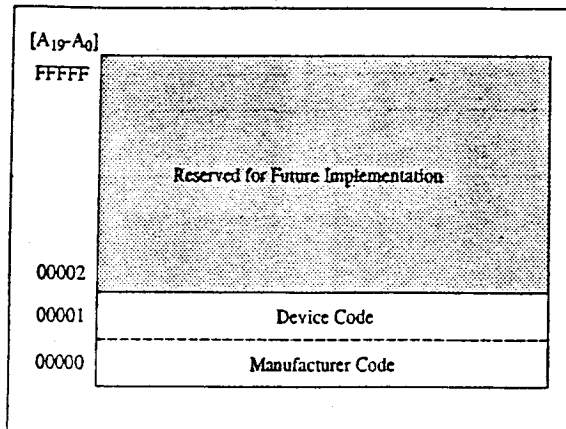 [A19-A0]
FFFFF
Reserved for Future Implementation
00002
00001
Device Code
00000
Manufacturer Code